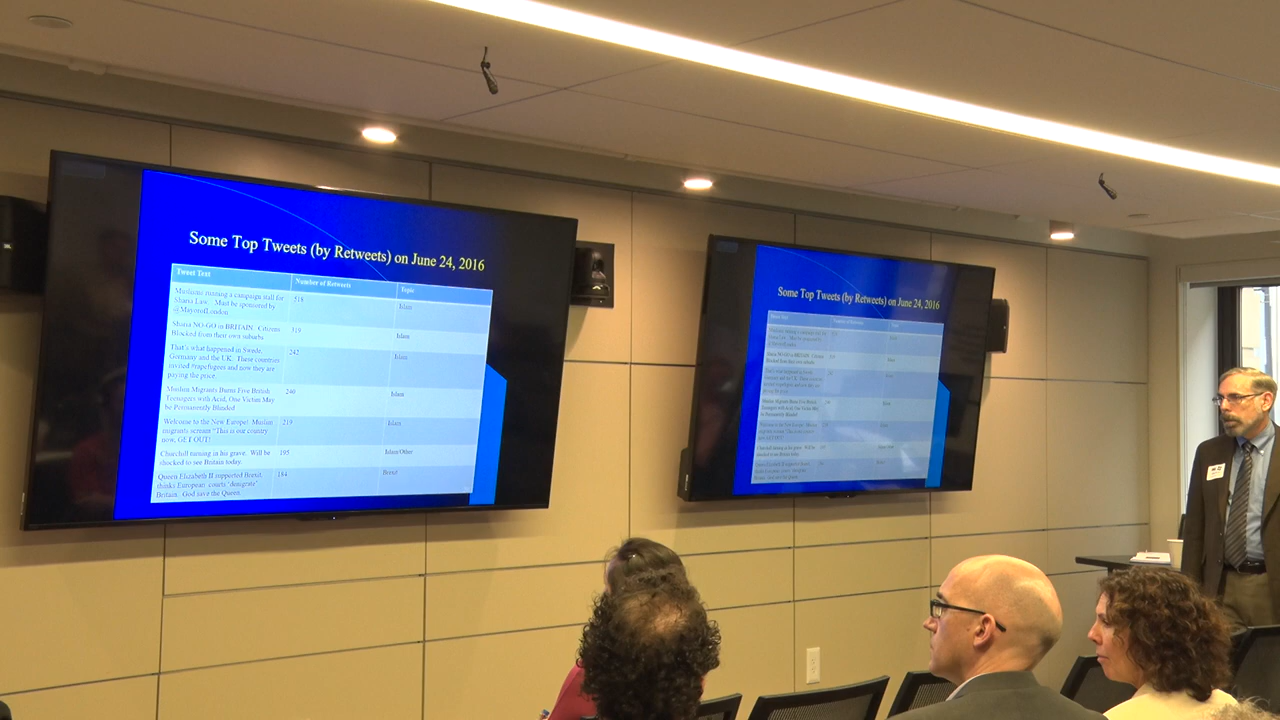 Some Top Tweets (by Retweets) on June 24, 2016
Tweet Text Number of Retweets Topic
Muslims running a campaign stall for 518 Islam
Sharia Law. Must be sponsored by
@MayorofLondon
Sharia NO-GO in BRITAIN. Citizens 319 Islam
Blocked from their own suburbs.
That's what happened in Swede, 242 Islam
Germany and the UK. These countries
invited #rapefugees and now they are
paying the price.
Muslim Migrants Burns Five British 240 Islam
Teenagers with Acid, One Victim May
be Permanently Blinded
Welcome to the New Europe! Muslim 219 Islam
migrants scream "This is our country
now, GET OUT!
Churchill turning in his grave. Will be 195 Islam/Other
shocked to see Britain today.
Queen Elizabeth II supported Brexit, 184 Brexit
thinks European courts "denigrate"
Britain. God save the Queen.
Some Top Tweets (by Retweets) on June 24, 2016
JBL